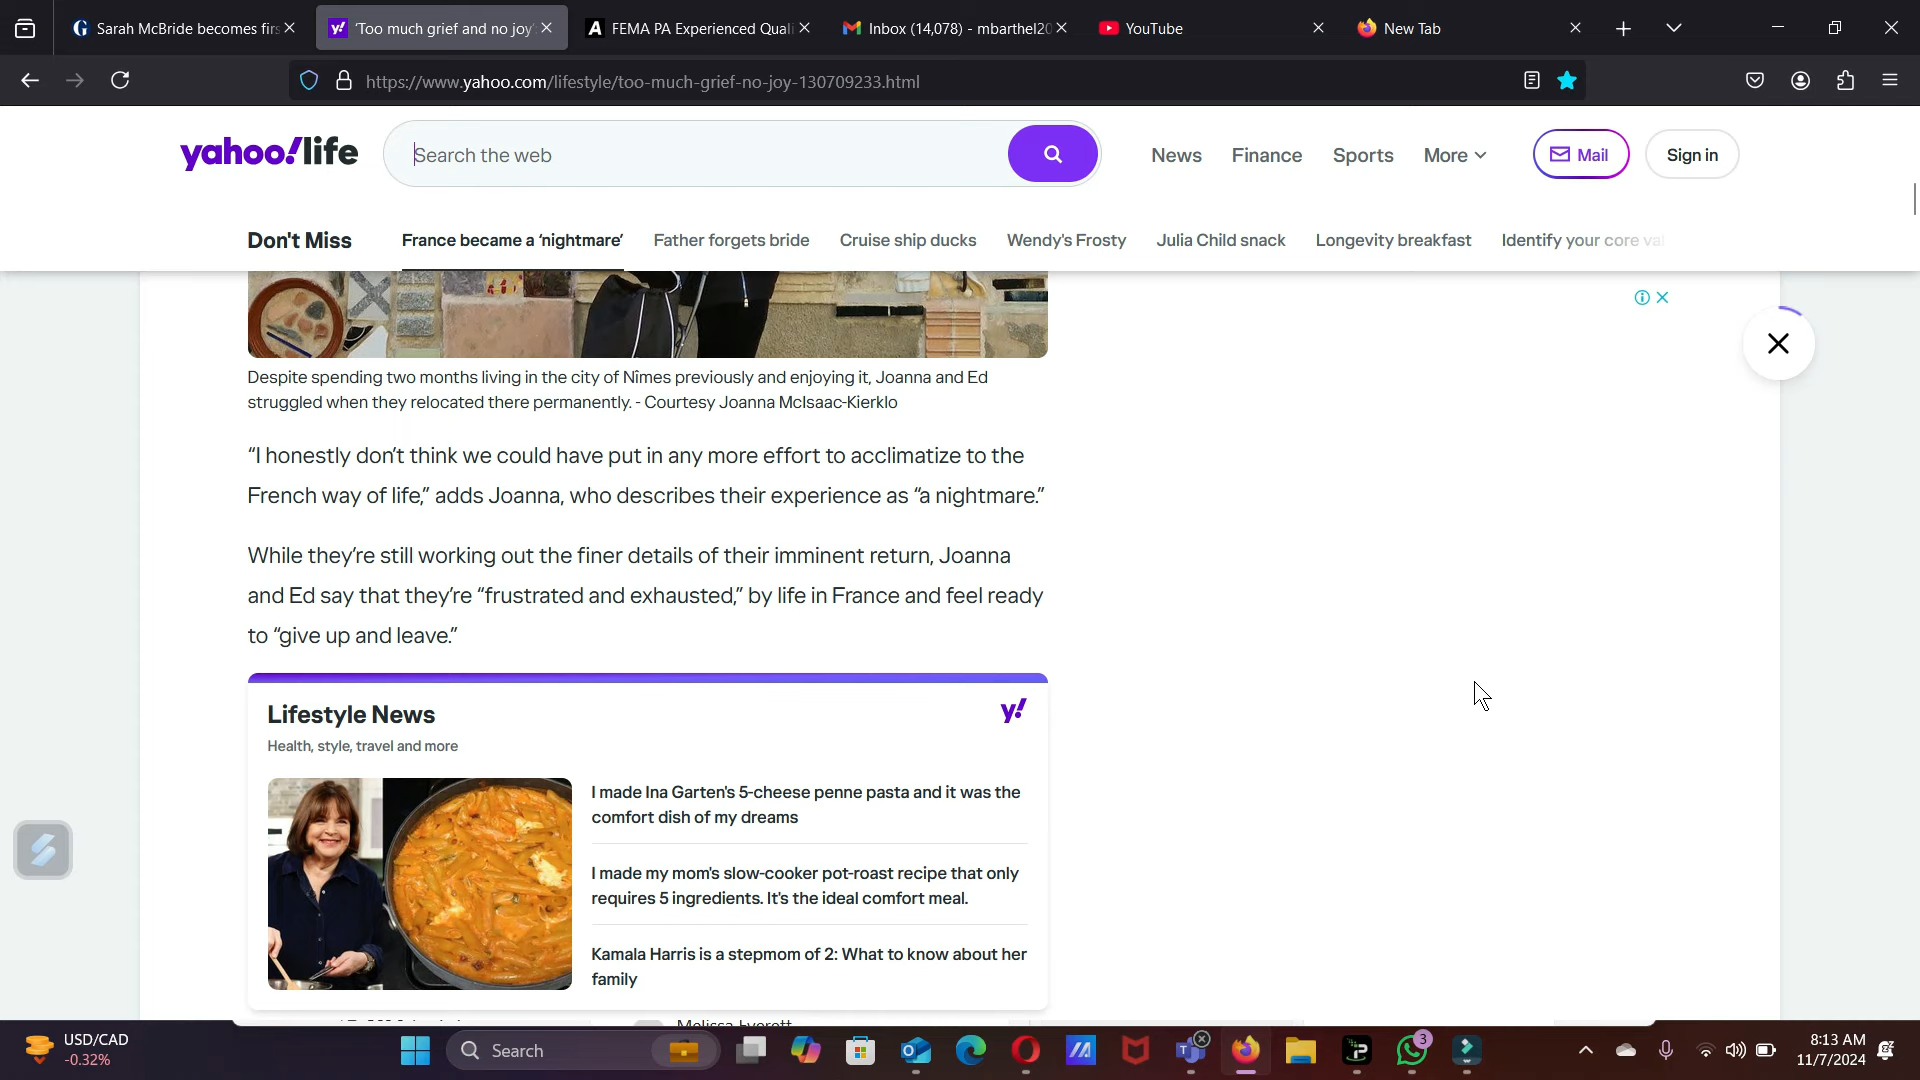 Sarah McBride becomes firs
'Too much grief and no joy'
FEMA PA Experienced Quali
Inbox (14,078) - mbarthel20
YouTube
New Tab
https://www.yahoo.com/lifestyle/too-much-grief-no-joy-130709233.html
yahoo!life
Search the web
News
Finance
Sports
More
Mail
Sign in
Don't Miss
France became a 'nightmare'
Father forgets bride
Cruise ship ducks
Wendy's Frosty
Julia Child snack
Longevity breakfast
Identify your core val
Despite spending two months living in the city of Nîmes previously and enjoying it, Joanna and Ed
struggled when they relocated there permanently. - Courtesy Joanna McIsaac-Kierklo
“I honestly don’t think we could have put in any more effort to acclimatize to the
French way of life,” adds Joanna, who describes their experience as “a nightmare.”
While they’re still working out the finer details of their imminent return, Joanna
and Ed say that they’re “frustrated and exhausted,” by life in France and feel ready
to “give up and leave.”
Lifestyle News
y!
Health, style, travel and more
I made Ina Garten's 5-cheese penne pasta and it was the
comfort dish of my dreams
I made my mom's slow-cooker pot-roast recipe that only
requires 5 ingredients. It's the ideal comfort meal.
Kamala Harris is a stepmom of 2: What to know about her
family
Melissa Everett
USD/CAD
-0.32%
Search
3
8:13 AM
11/7/2024